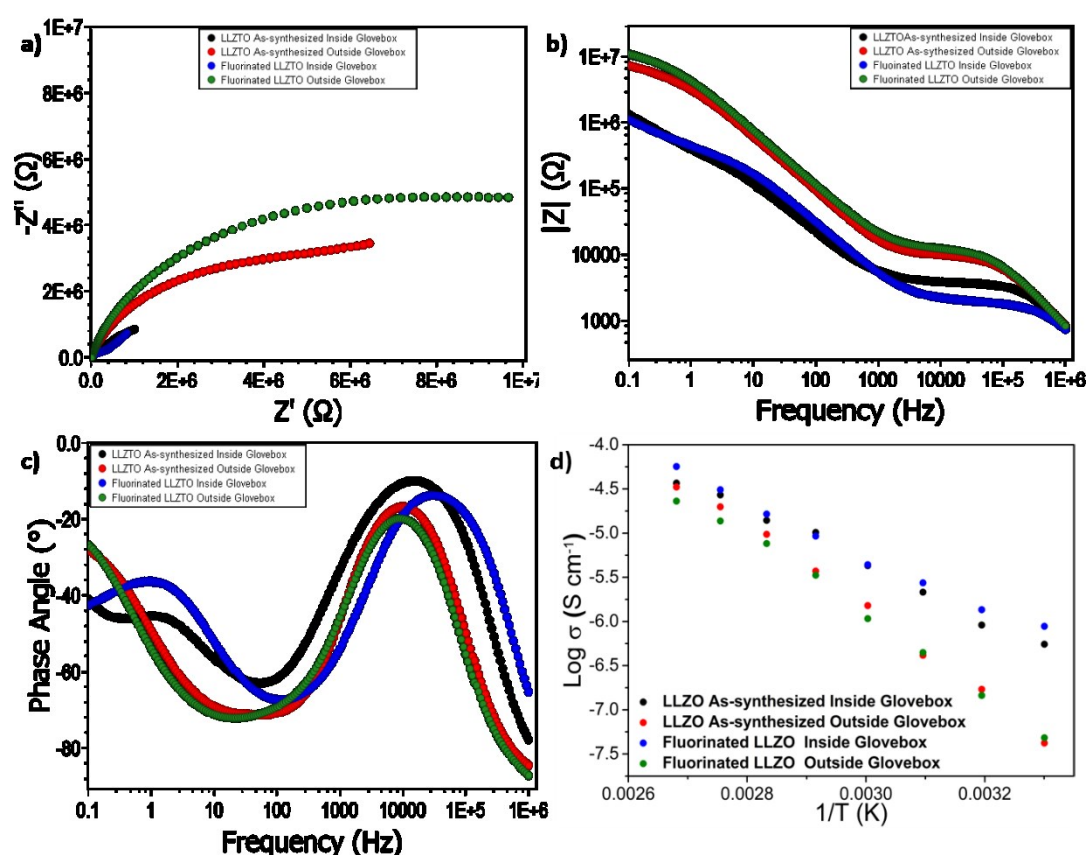 a)
1E+7
8E+6
6E+6
4E+6
2E+6
0.0
-Z'' (Ω)
LLZTO As-synthesized Inside Glovebox
LLZTO As-synthesized Outside Glovebox
Fluorinated LLZTO Inside Glovebox
Fluorinated LLZTO Outside Glovebox
0.0 2E+6 4E+6 6E+6 8E+6 1E+7
Z' (Ω)
b)
1E+7
1E+6
1E+5
10000
1000
|Z| (Ω)
LLZTOAs-synthesized Inside Glovebox
LLZTO As-sythesized Outside Glovebox
Fluorinated LLZTO Inside Glovebox
Fluorinated LLZTO Outside Glovebox
0.1 1 10 100 1000 10000 1E+5 1E+6
Frequency (Hz)
c)
0.0
-20
-40
-60
-80
Phase Angle (°)
LLZTO As-synthesized Inside Glovebox
LLZTO As-synthesized Outside Glovebox
Fluorinated LLZTO Inside Glovebox
Fluorinated LLZTO Outside Glovebox
0.1 1 10 100 1000 10000 1E+5 1E+6
Frequency (Hz)
d)
-4.0
-4.5
-5.0
-5.5
-6.0
-6.5
-7.0
-7.5
Log σ (S cm⁻¹)
LLZO As-synthesized Inside Glovebox
LLZO As-synthesized Outside Glovebox
Fluorinated LLZO Inside Glovebox
Fluorinated LLZO Outside Glovebox
0.0026 0.0028 0.0030 0.0032
1/T (K)